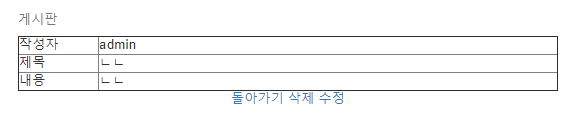 게시판
작성자 admin
제목 ㄴㄴ
내용 ㄴㄴ
돌아가기 삭제 수정